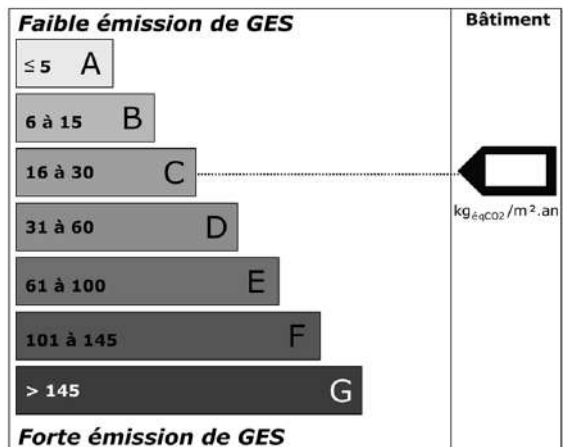 Faible émission de GES
Bâtiment
≤ 5 A
6 à 15 B
16 à 30 C
kgéqCO2/m².an
31 à 60 D
61 à 100 E
101 à 145 F
> 145 G
Forte émission de GES